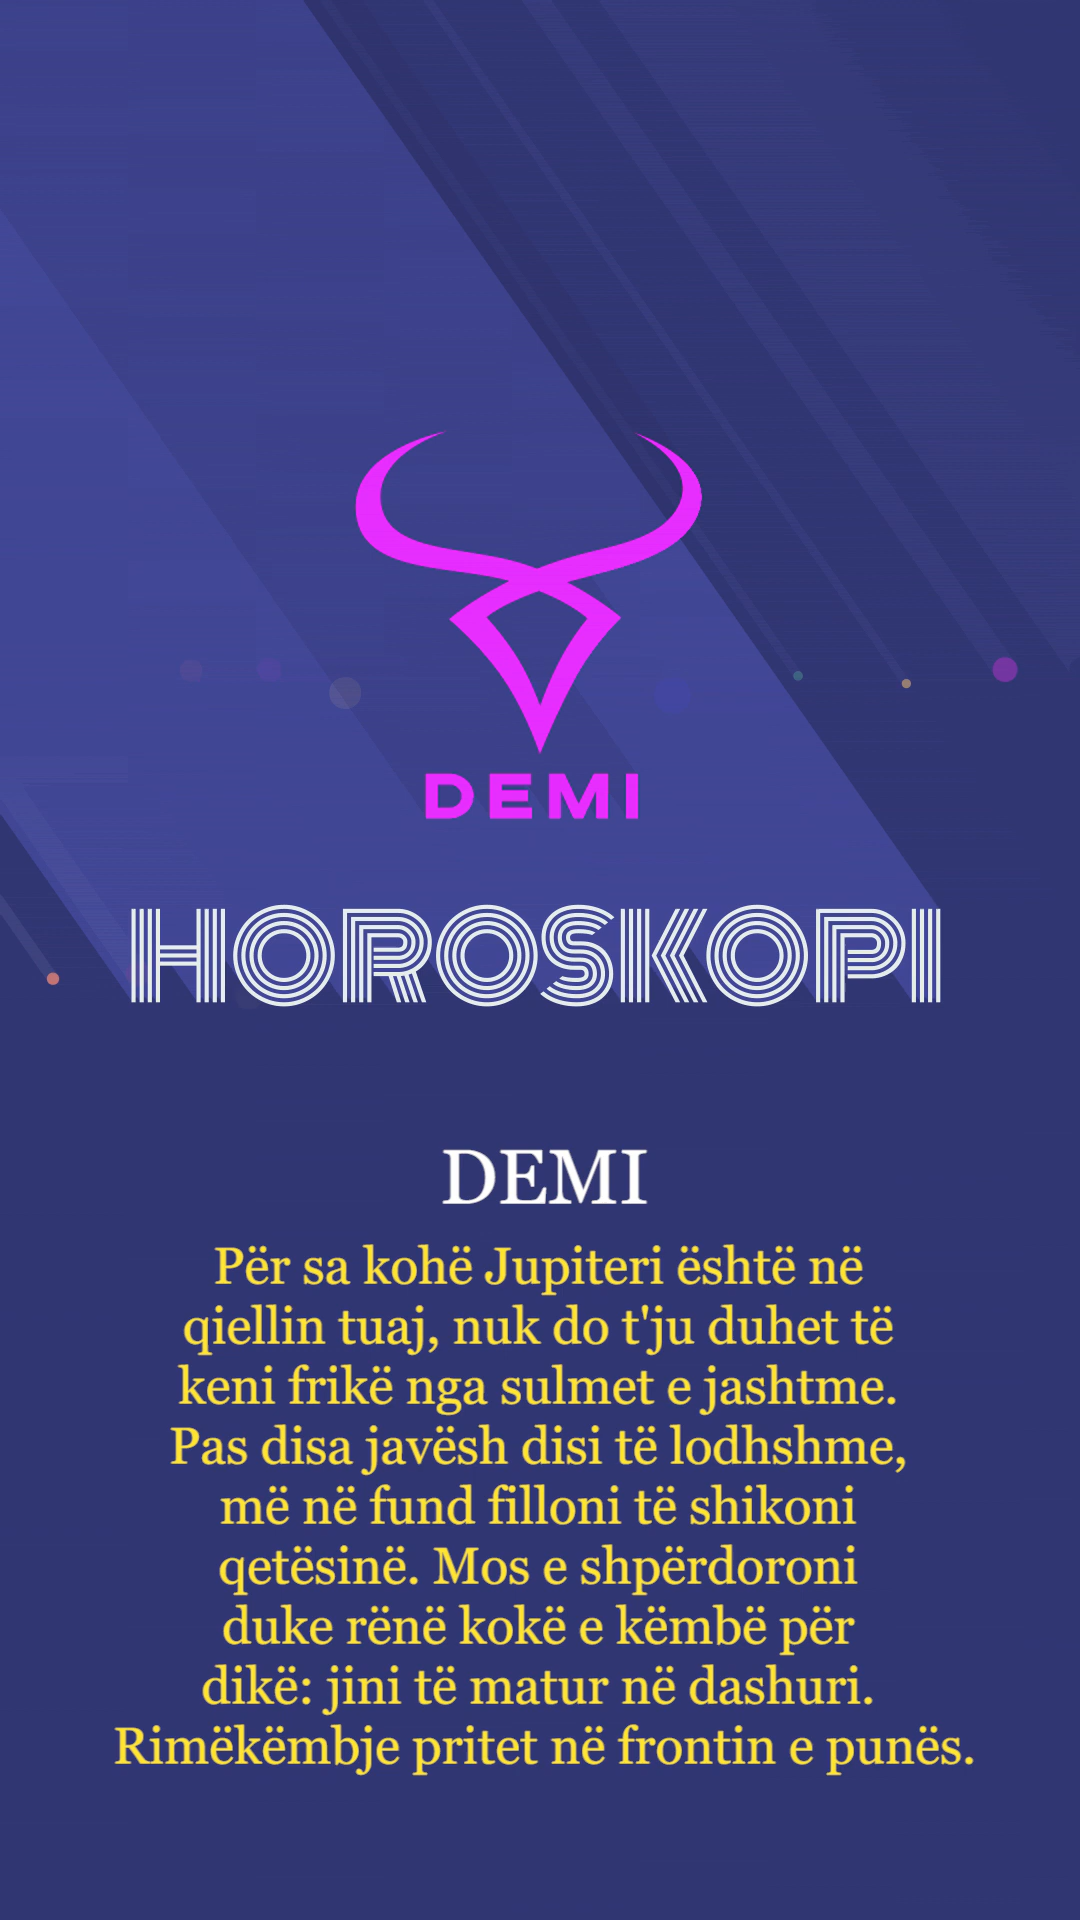 DEMI
HOROSKOPI
DEMI
Për sa kohë Jupiteri është në
qiellin tuaj, nuk do t'ju duhet të
keni frikë nga sulmet e jashtme.
Pas disa javësh disi të lodhshme,
më në fund filloni të shikoni
qetësinë. Mos e shpërdoroni
duke rënë kokë e këmbë për
dikë: jini të matur në dashuri.
Rimëkëmbje pritet në frontin e punës.